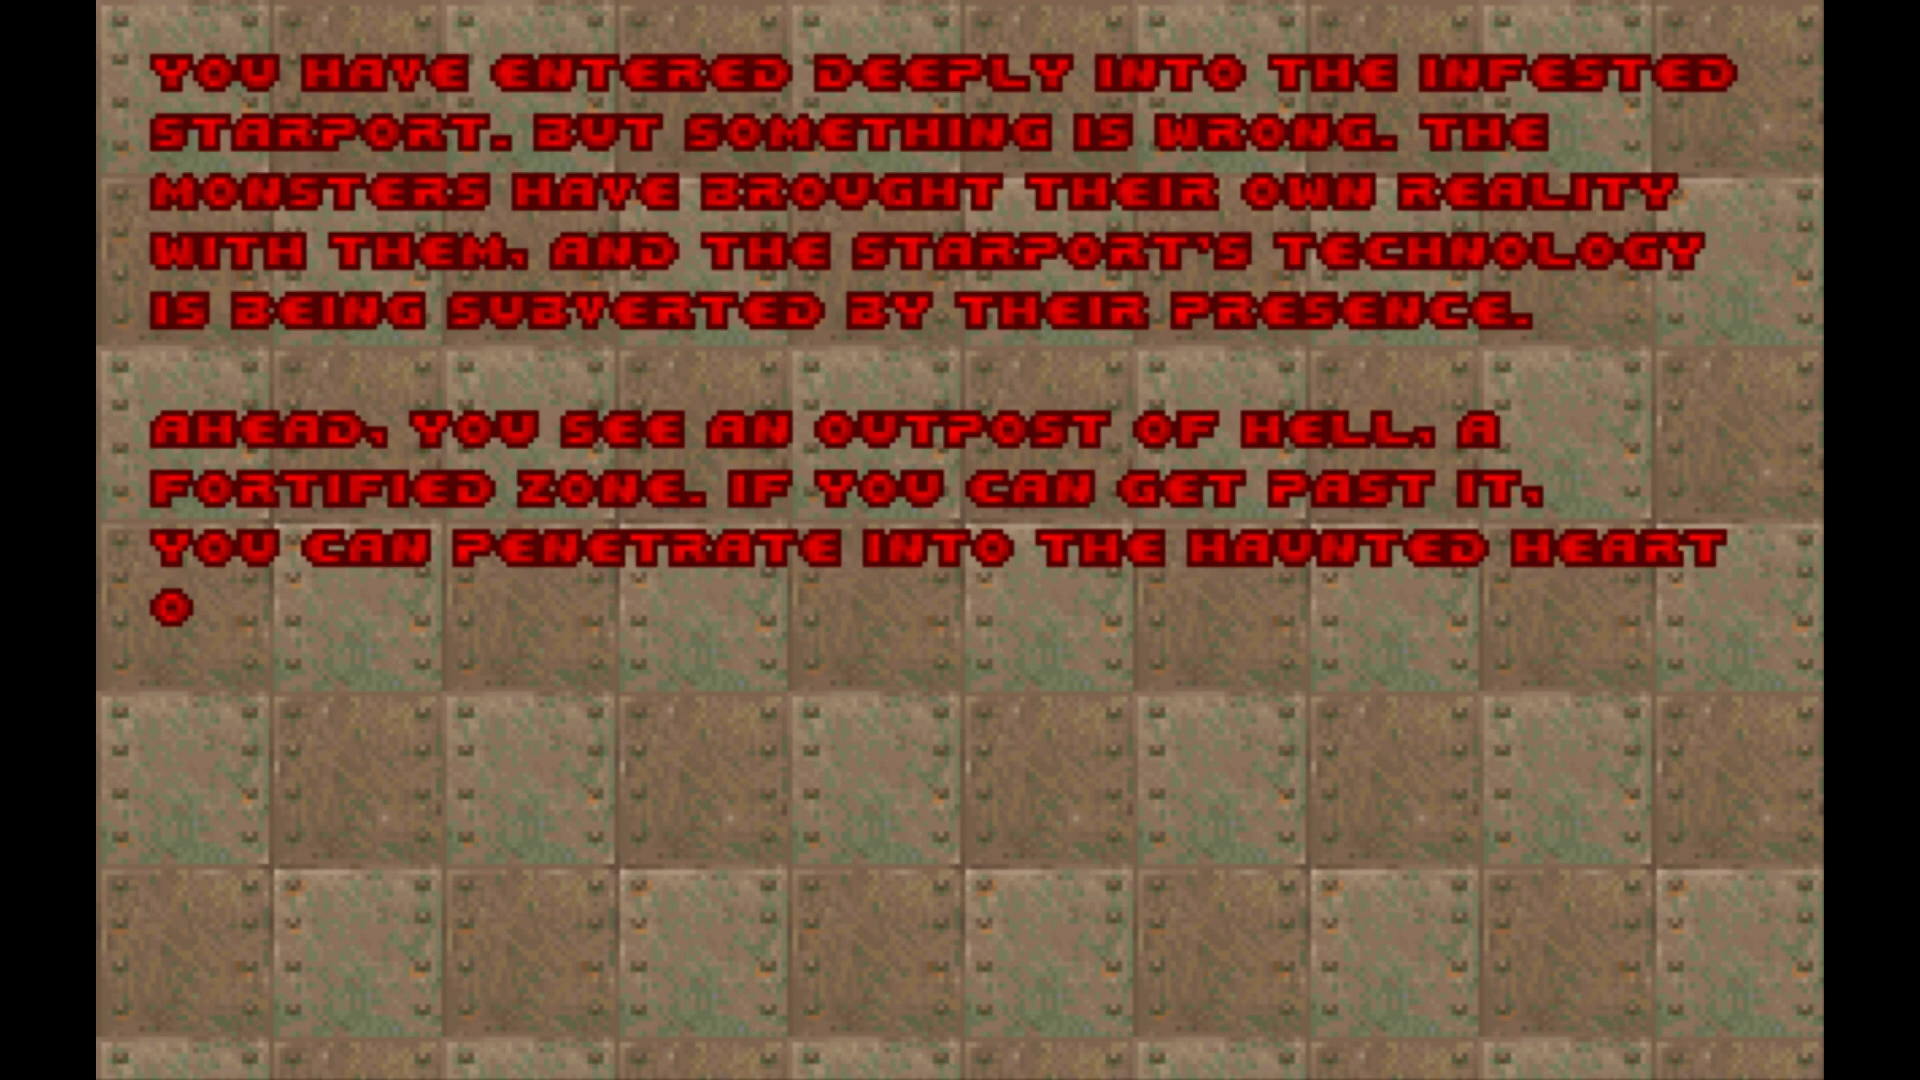 YOU HAVE ENTERED DEEPLY INTO THE INFESTED
STARPORT. BUT SOMETHING IS WRONG. THE
MONSTERS HAVE BROUGHT THEIR OWN REALITY
WITH THEM, AND THE STARPORT'S TECHNOLOGY
IS BEING SUBVERTED BY THEIR PRESENCE.
AHEAD, YOU SEE AN OUTPOST OF HELL, A
FORTIFIED ZONE. IF YOU CAN GET PAST IT,
YOU CAN PENETRATE INTO THE HAUNTED HEART
O